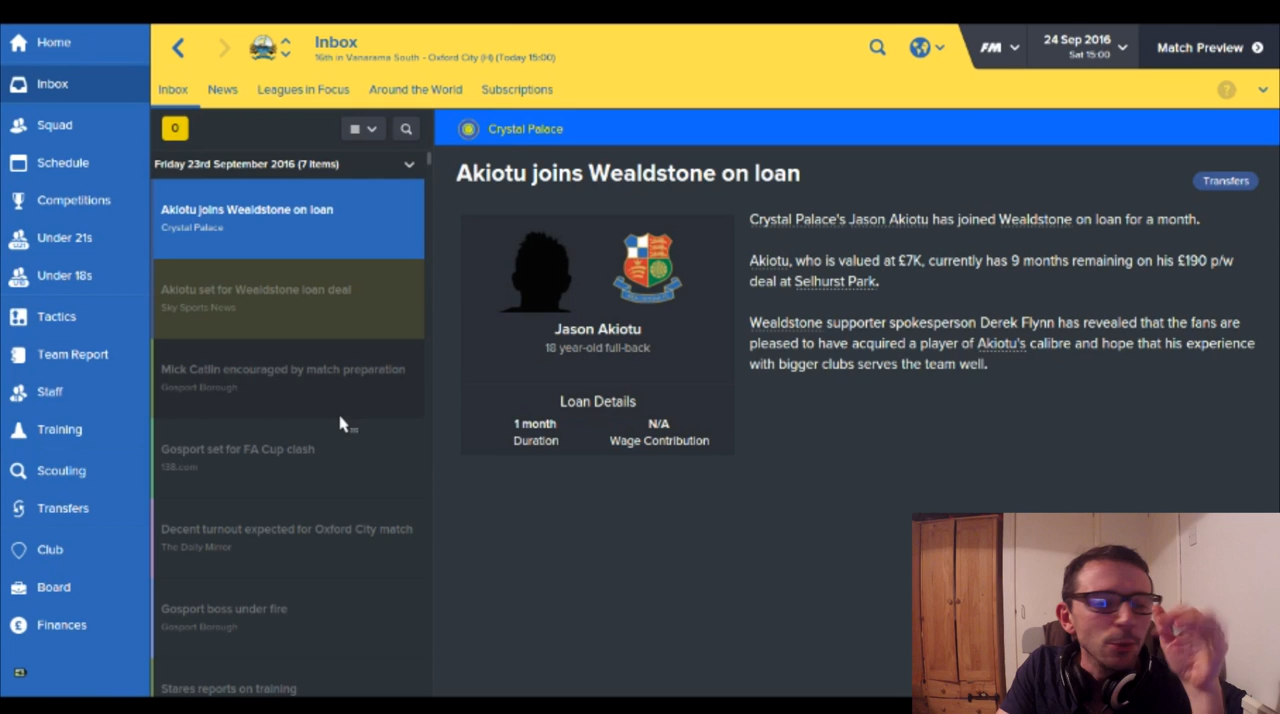 Home
Inbox
Squad
Schedule
Competitions
Under 21s
Under 18s
Tactics
Team Report
Staff
Training
Scouting
Transfers
Club
Board
Finances
Inbox
16th in Vanarama South - Oxford City (H) (Today 15:00)
FM
24 Sep 2016
Sat 15:00
Match Preview
Inbox News Leagues in Focus Around the World Subscriptions
?
0
Friday 23rd September 2016 (7 Items)
Akiotu joins Wealdstone on loan
Crystal Palace
Akiotu set for Wealdstone loan deal
Sky Sports News
Mick Catlin encouraged by match preparation
Gosport Borough
Gosport set for FA Cup clash
138.com
Decent turnout expected for Oxford City match
The Daily Mirror
Gosport boss under fire
Gosport Borough
Stares reports on training
Crystal Palace
Akiotu joins Wealdstone on loan
Transfers
Jason Akiotu
18 year-old full-back
Loan Details
1 month N/A
Duration Wage Contribution
Crystal Palace's Jason Akiotu has joined Wealdstone on loan for a month.
Akiotu, who is valued at £7K, currently has 9 months remaining on his £190 p/w
deal at Selhurst Park.
Wealdstone supporter spokesperson Derek Flynn has revealed that the fans are
pleased to have acquired a player of Akiotu's calibre and hope that his experience
with bigger clubs serves the team well.